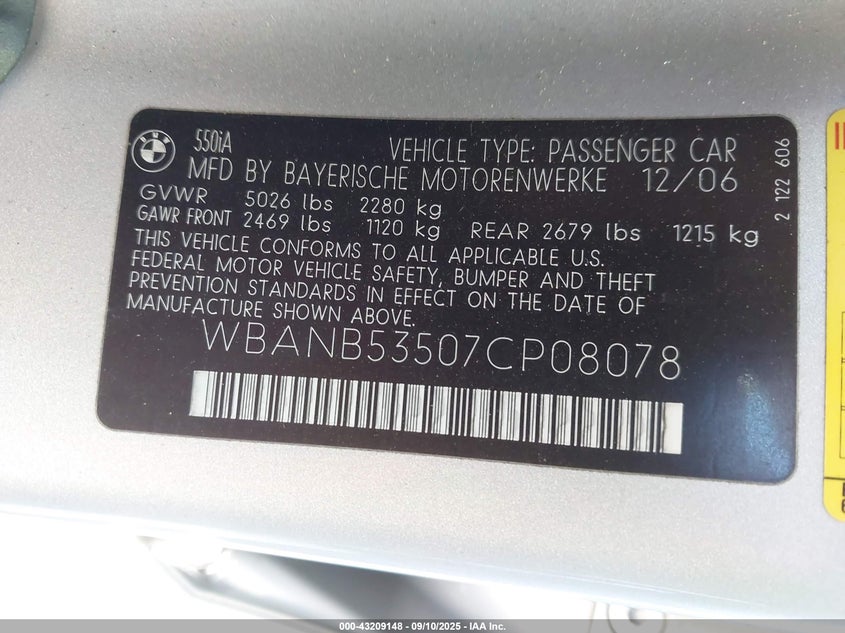 BMW
550iA
VEHICLE TYPE: PASSENGER CAR
MFD BY BAYERISCHE MOTORENWERKE 12/06
GVWR 5026 lbs 2280 kg
GAWR FRONT 2469 lbs 1120 kg REAR 2679 lbs 1215 kg
THIS VEHICLE CONFORMS TO ALL APPLICABLE U.S.
FEDERAL MOTOR VEHICLE SAFETY, BUMPER AND THEFT
PREVENTION STANDARDS IN EFFECT ON THE DATE OF
MANUFACTURE SHOWN ABOVE.
WBANB53507CP08078
2 122 606
000-43209148 - 09/10/2025 - IAA Inc.